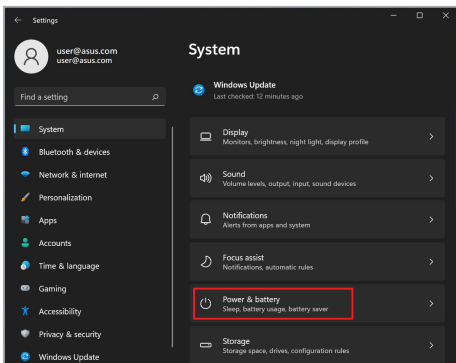 Settings
user@asus.com
user@asus.com
System
Find a setting
Windows Update
Last checked: 12 minutes ago
System
Bluetooth & devices
Network & internet
Personalization
Apps
Accounts
Time & language
Gaming
Accessibility
Privacy & security
Windows Update
Display
Monitors, brightness, night light, display profile
Sound
Volume levels, output, input, sound devices
Notifications
Alerts from apps and system
Focus assist
Notifications, automatic rules
Power & battery
Sleep, battery usage, battery saver
Storage
Storage space, drives, configuration rules